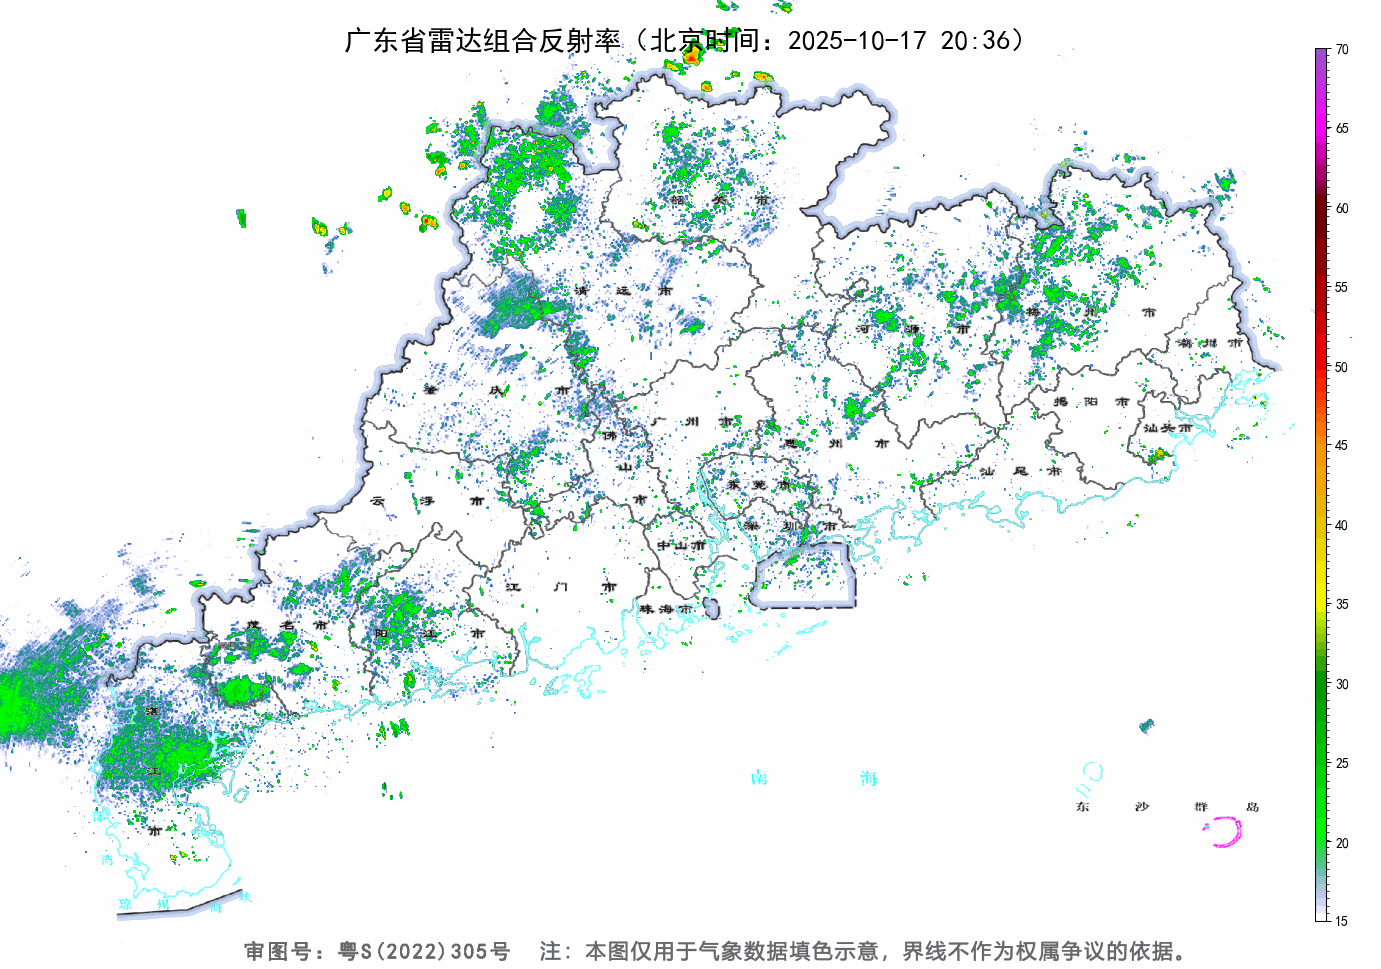 广东省雷达组合反射率（北京时间：2025-10-17 20:36）
70
65
60
55
50
45
40
35
30
25
20
15
韶关市
清远市
河源市
梅州市
潮州市
肇庆市
广州市
佛山市
惠州市
揭阳市
汕头市
汕尾市
东莞市
云浮市
深圳市
中山市
江门市
珠海市
茂名市
阳江市
湛江市
南海
东沙群岛
湾
琼州海峡
审图号：粤S(2022)305号 注：本图仅用于气象数据填色示意，界线不作为权属争议的依据。